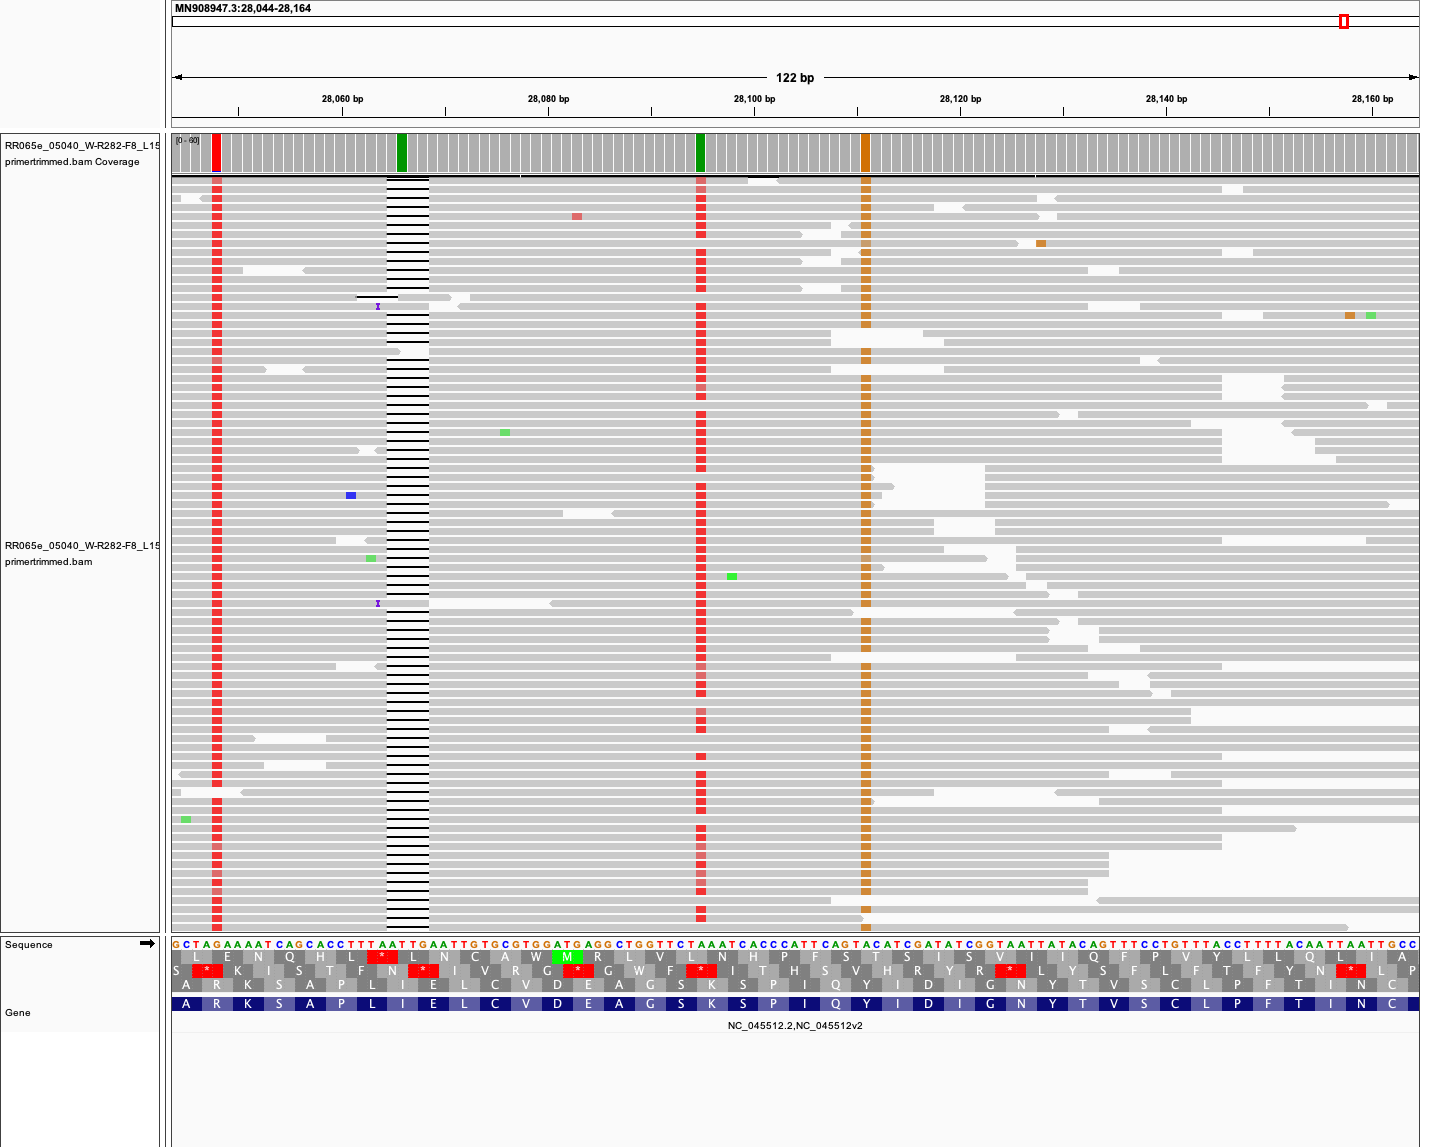 MN908947.3:28,044-28,164
122 bp
28,060 bp 28,080 bp 28,100 bp 28,120 bp 28,140 bp 28,160 bp
RR065e_05040_W-R282-F8_L15
primertrimmed.bam Coverage
[0 - 60]
RR065e_05040_W-R282-F8_L15
primertrimmed.bam
Sequence
GCTAGAAAATCAGCACCTTTAATTGAATTGTGCGTGGATGAGGCTGGTTCTAAATCACCCATTCAGTACATCGATATCGGTAATTATACAGTTTCCTGTTTACCTTTTACAATTAATTGCC
L E N Q H L * L N C A W M R L V L N H P F S T S I S V I I Q F P V Y L L Q L I A
S * K I S T F N * I V R G * G W F * I T H S V H R Y R * L Y S F L F T F Y N * L P
A R K S A P L I E L C V D E A G S K S P I Q Y I D I G N Y T V S C L P F T I N C
Gene
A R K S A P L I E L C V D E A G S K S P I Q Y I D I G N Y T V S C L P F T I N C
NC_045512.2,NC_045512v2